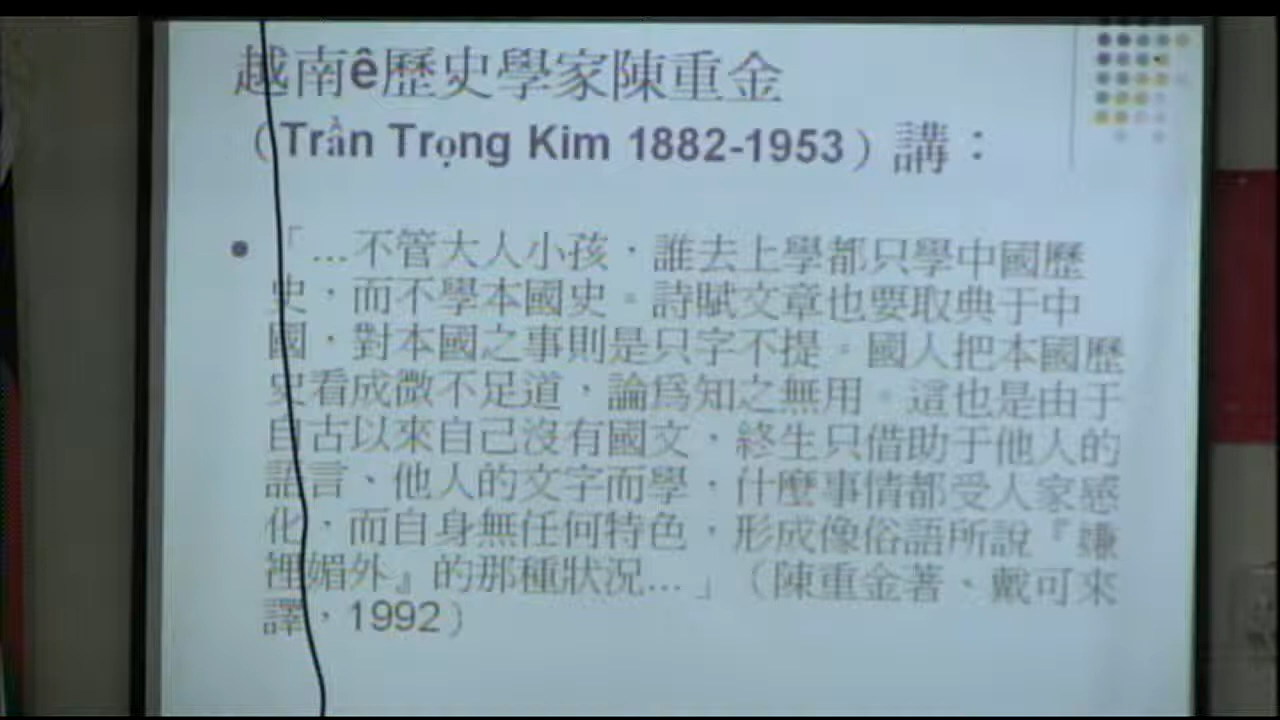 越南ê歷史學家陳重金
（Trần Trọng Kim 1882-1953）講：
• 「…不管大人小孩，誰去上學都只學中國歷
史，而不學本國史。詩賦文章也要取典于中
國，對本國之事則是只字不提。國人把本國歷
史看成微不足道，論爲知之無用。這也是由于
自古以來自己沒有國文，終生只借助于他人的
語言、他人的文字而學，什麼事情都受人家感
化，而自身無任何特色，形成像俗語所說『嫌
裡媚外』的那種狀況…」（陳重金著、戴可來
譯，1992）